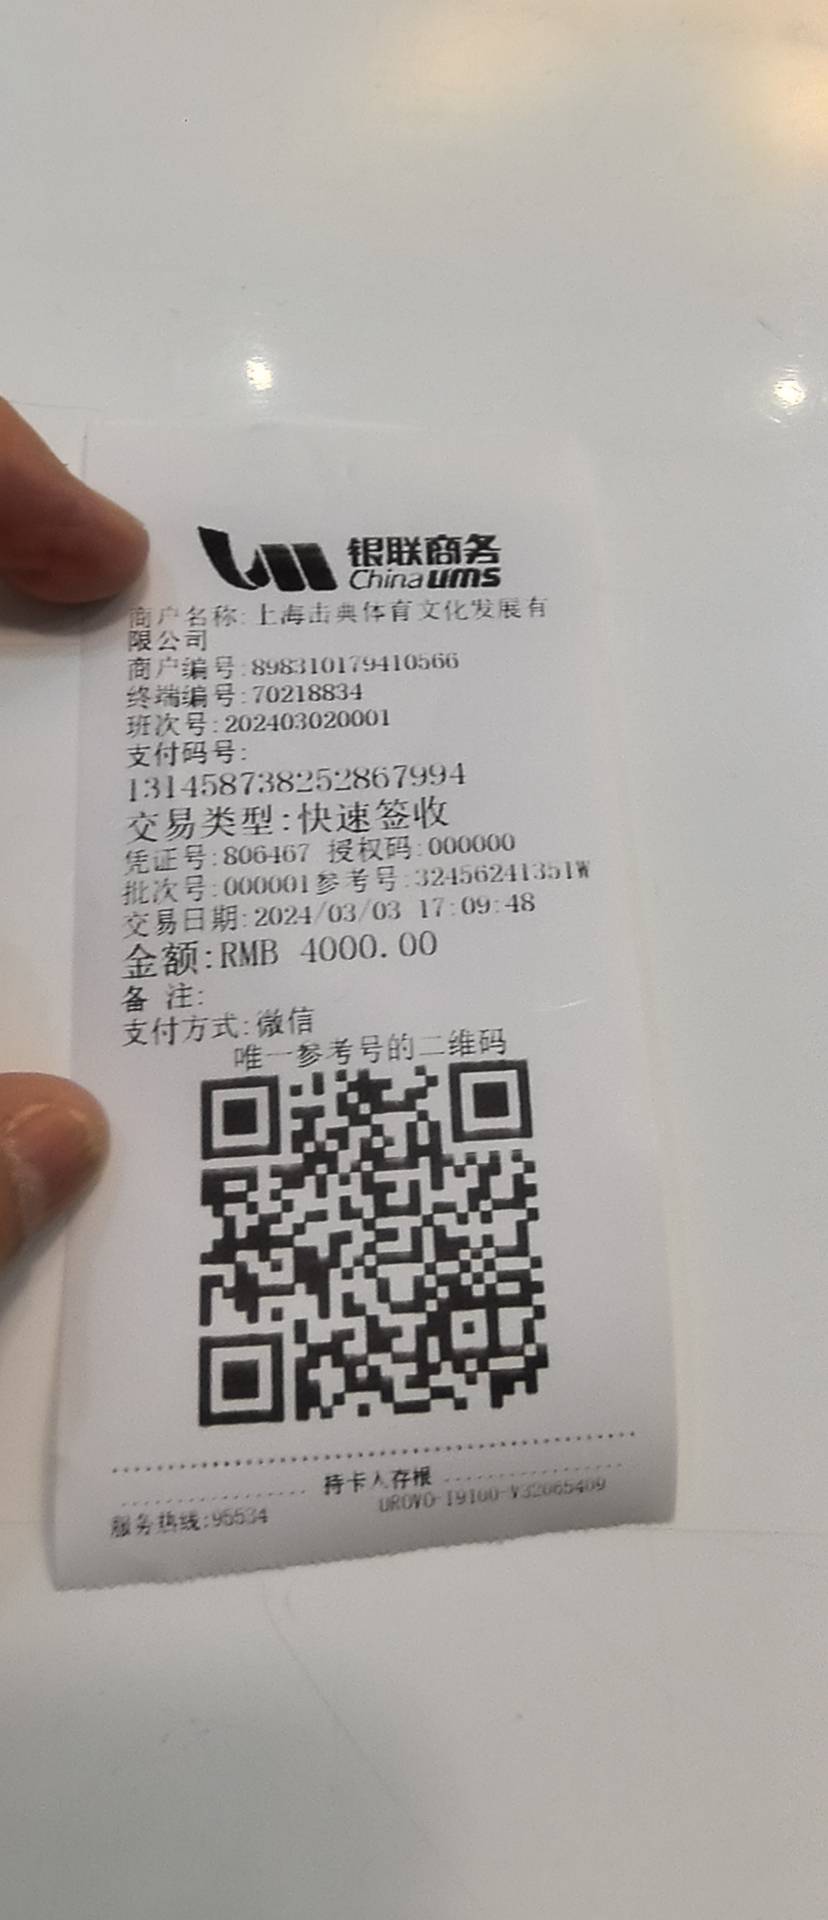 银联商务
China ums
商户名称:上海击典体育文化发展有
限公司
商户编号:898310179410566
终端编号:70218834
班次号:202403020001
支付码号:
131458738252867994
交易类型:快速签收
凭证号:806467 授权码:000000
批次号:000001参考号:32456241351W
交易日期:2024/03/03 17:09:48
金额:RMB 4000.00
备 注:
支付方式:微信
唯一参考号的二维码
持卡人存根
服务热线:95534
UROVO-I9100-V32065409